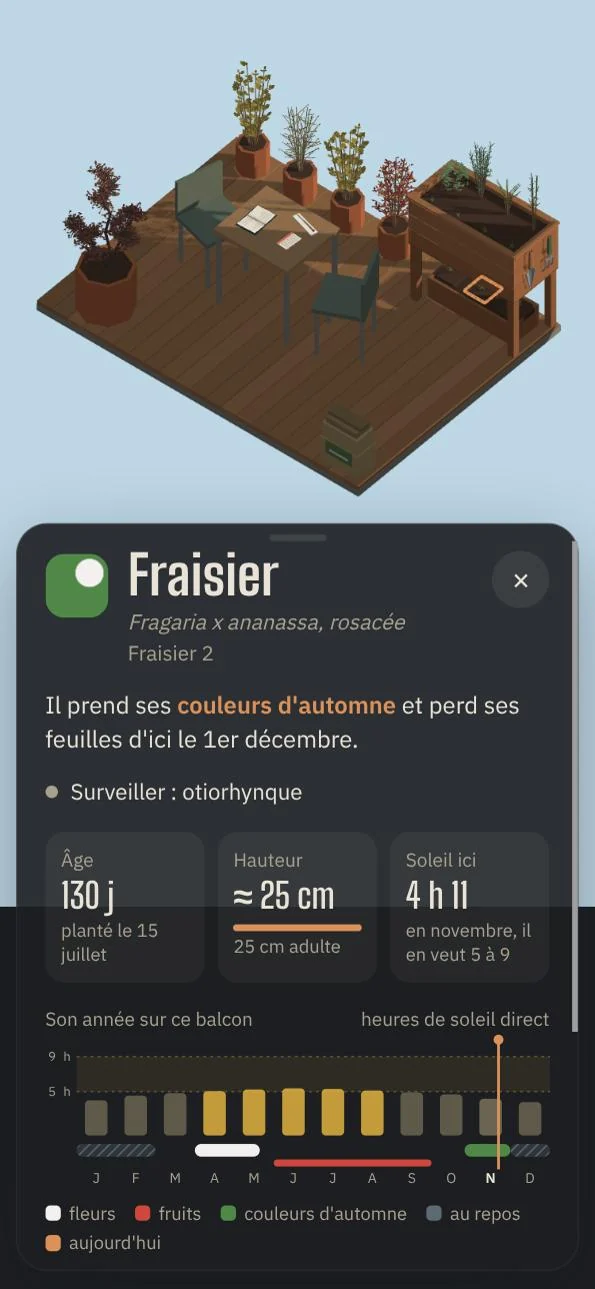 Fraisier
Fragaria x ananassa, rosacée
Fraisier 2
Il prend ses couleurs d'automne et perd ses
feuilles d'ici le 1er décembre.
Surveiller : otiorhynque
Âge
130 j
planté le 15
juillet
Hauteur
≈ 25 cm
25 cm adulte
Soleil ici
4 h 11
en novembre, il
en veut 5 à 9
Son année sur ce balcon
heures de soleil direct
9 h
5 h
J F M A M J J A S O N D
fleurs fruits couleurs d'automne au repos
aujourd'hui